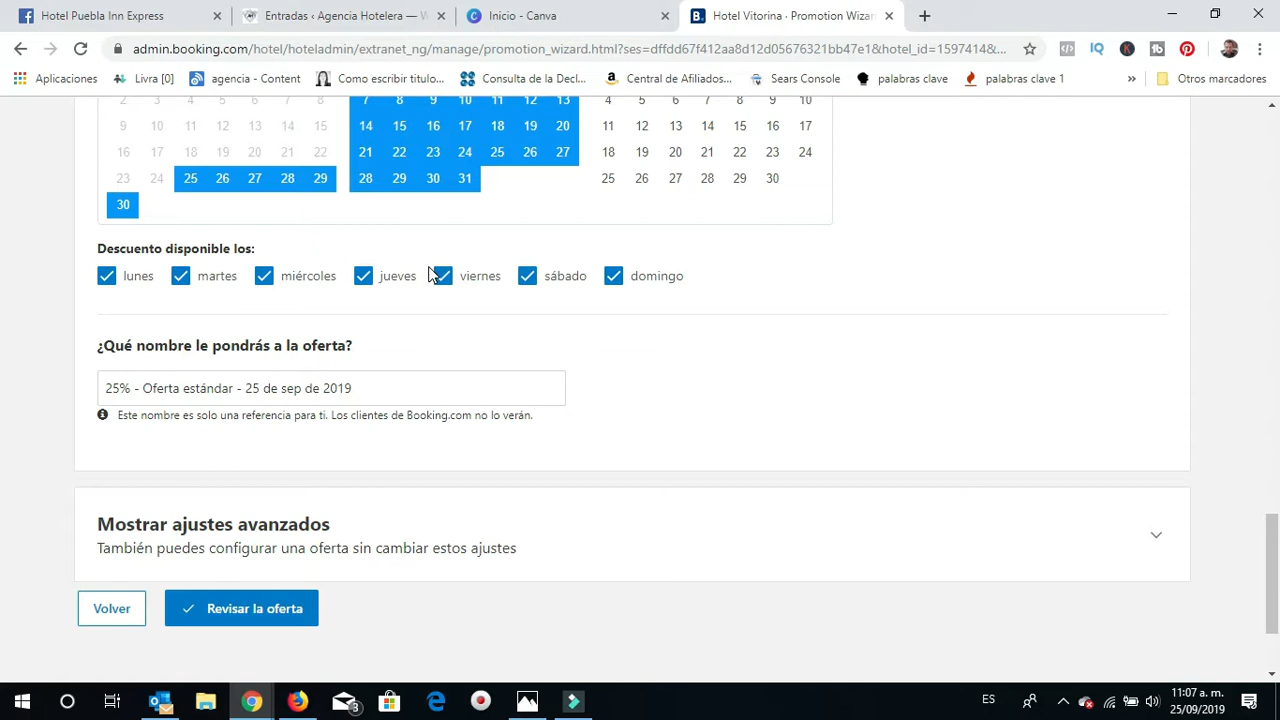 Hotel Puebla Inn Express
Entradas ‹ Agencia Hotelera — W
Inicio - Canva
Hotel Vitorina · Promotion Wizar
admin.booking.com/hotel/hoteladmin/extranet_ng/manage/promotion_wizard.html?ses=dffdd67f412aa8d12d05676321bb47e1&hotel_id=1597414&...
Aplicaciones
Livra [0]
agencia - Content
Como escribir titulo...
Consulta de la Decl...
Central de Afiliados...
Sears Console
palabras clave
palabras clave 1
»
Otros marcadores
2 3 4 5 6 7 8 7 8 9 10 11 12 13 4 5 6 7 8 9 10
9 10 11 12 13 14 15 14 15 16 17 18 19 20 11 12 13 14 15 16 17
16 17 18 19 20 21 22 21 22 23 24 25 26 27 18 19 20 21 22 23 24
23 24 25 26 27 28 29 28 29 30 31 25 26 27 28 29 30
30
Descuento disponible los:
lunes martes miércoles jueves viernes sábado domingo
¿Qué nombre le pondrás a la oferta?
25% - Oferta estándar - 25 de sep de 2019
Este nombre es solo una referencia para ti. Los clientes de Booking.com no lo verán.
Mostrar ajustes avanzados
También puedes configurar una oferta sin cambiar estos ajustes
Volver
Revisar la oferta
3
ES
11:07 a. m.
25/09/2019